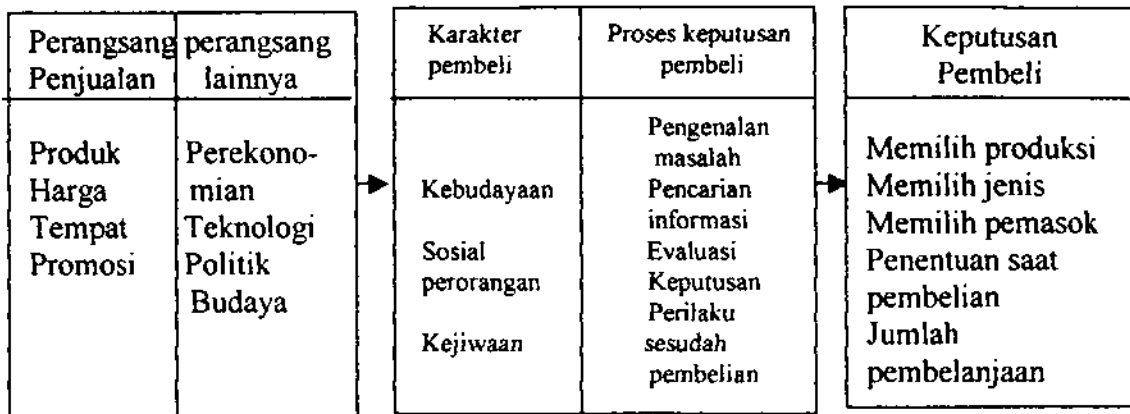 Perangsang
Penjualan
perangsang
lainnya
Produk
Harga
Tempat
Promosi
Perekono-
mian
Teknologi
Politik
Budaya
Karakter
pembeli
Proses keputusan
pembeli
Kebudayaan
Sosial
perorangan
Kejiwaan
Pengenalan
masalah
Pencarian
informasi
Evaluasi
Keputusan
Perilaku
sesudah
pembelian
Keputusan
Pembeli
Memilih produksi
Memilih jenis
Memilih pemasok
Penentuan saat
pembelian
Jumlah
pembelanjaan